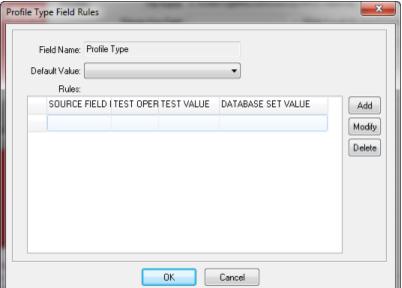 Profile Type Field Rules
Field Name: Profile Type
Default Value:
Rules:
SOURCE FIELD I TEST OPER TEST VALUE DATABASE SET VALUE
Add
Modify
Delete
OK Cancel